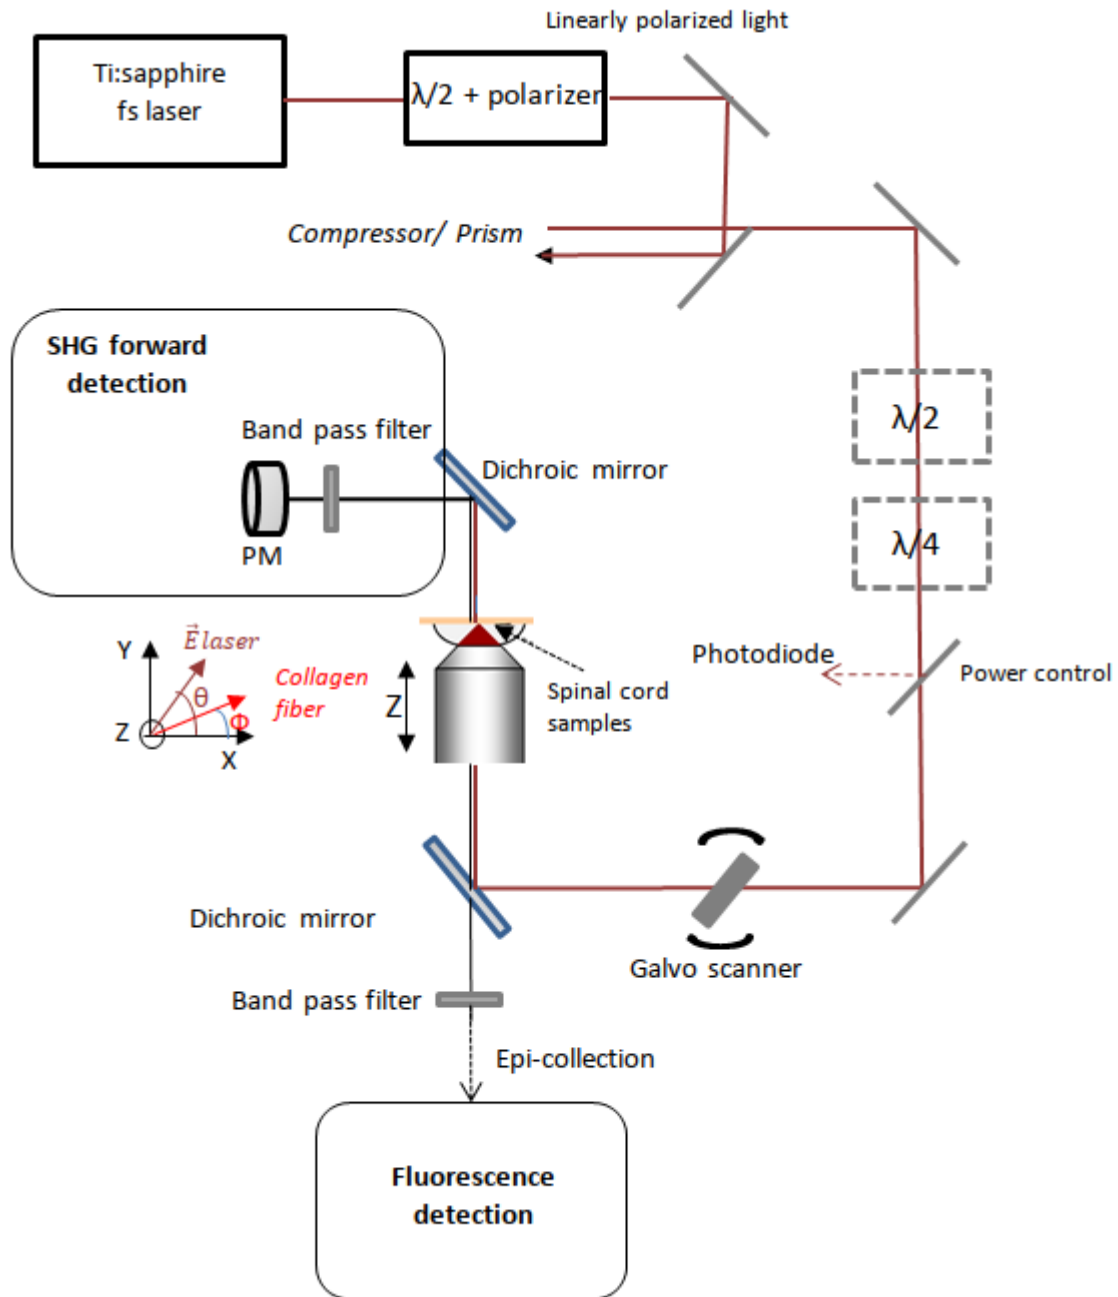 Linearly polarized light
Ti:sapphire
fs laser
λ/2 + polarizer
Compressor/ Prism
SHG forward
detection
Band pass filter
Dichroic mirror
PM
λ/2
λ/4
Y
E⃗laser
θ
Collagen
fiber
Φ
Z
X
Z
Spinal cord
samples
Photodiode
Power control
Dichroic mirror
Galvo scanner
Band pass filter
Epi-collection
Fluorescence
detection